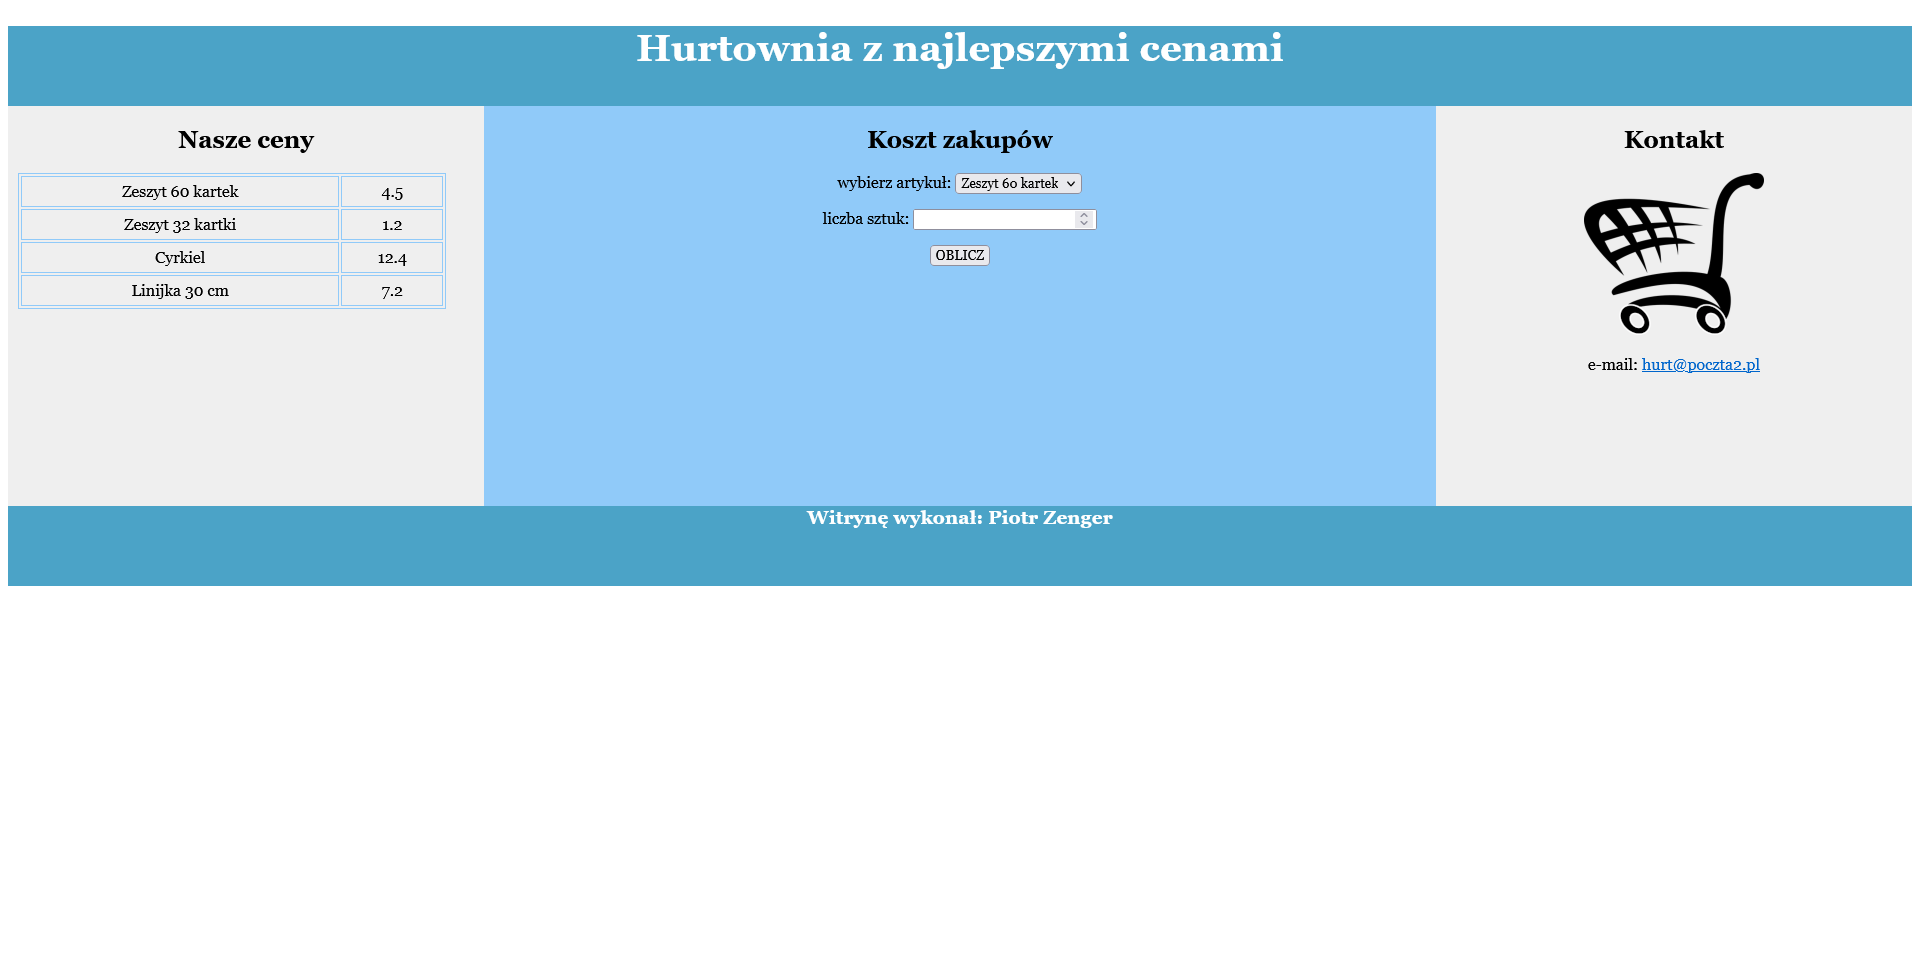 Hurtownia z najlepszymi cenami
Nasze ceny
Zeszyt 60 kartek 4.5
Zeszyt 32 kartki 1.2
Cyrkiel 12.4
Linijka 30 cm 7.2
Koszt zakupów
wybierz artykuł: Zeszyt 60 kartek
liczba sztuk:
OBLICZ
Kontakt
e-mail: hurt@poczta2.pl
Witrynę wykonał: Piotr Zenger